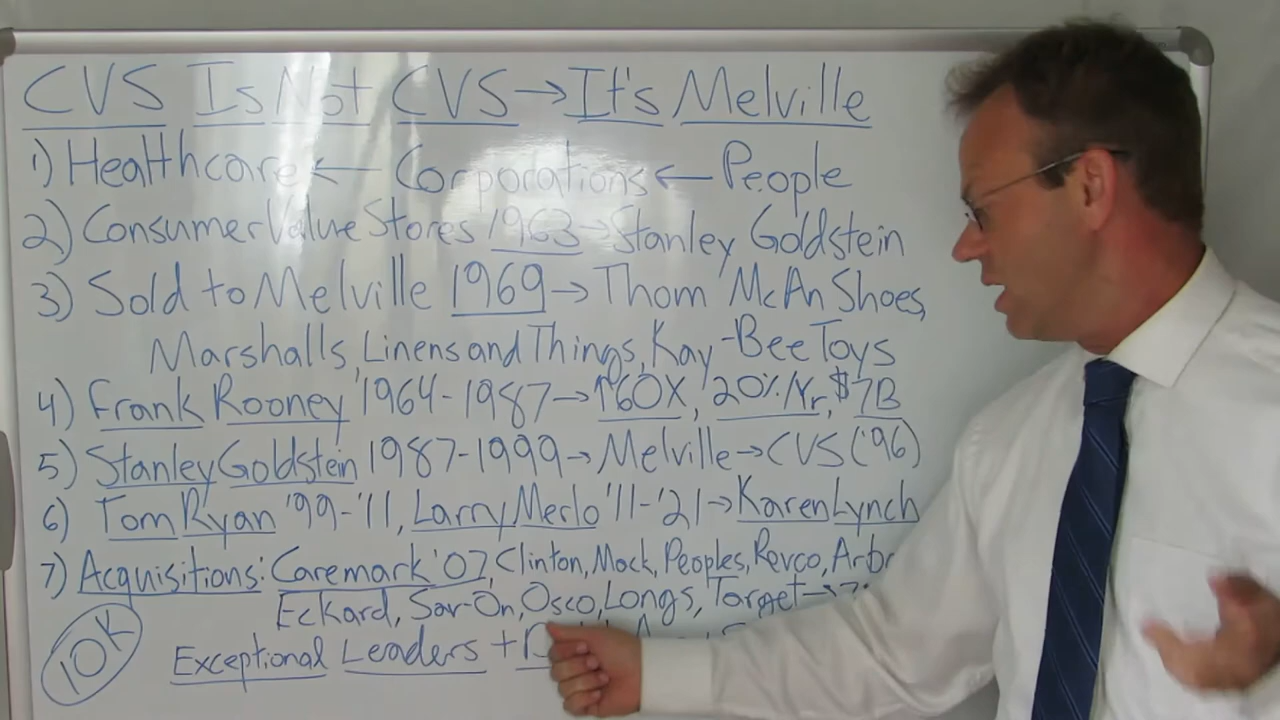 CVS Is Not CVS → It's Melville
1) Healthcare ← Corporations ← People
2) Consumer Value Stores 1963 → Stanley Goldstein
3) Sold to Melville 1969 → Thom McAn Shoes,
Marshalls, Linens and Things, Kay-Bee Toys
4) Frank Rooney 1964-1987 → ↑60X, 20%/Yr, $7B
5) Stanley Goldstein 1987-1999 → Melville → CVS ('96)
6) Tom Ryan '99-'11, Larry Merlo '11-'21 → Karen Lynch
7) Acquisitions: Caremark '07, Clinton, Mack, Peoples, Revco, Arbo
Eckard, Sav-On, Osco, Longs, Target →
10K
Exceptional Leaders +